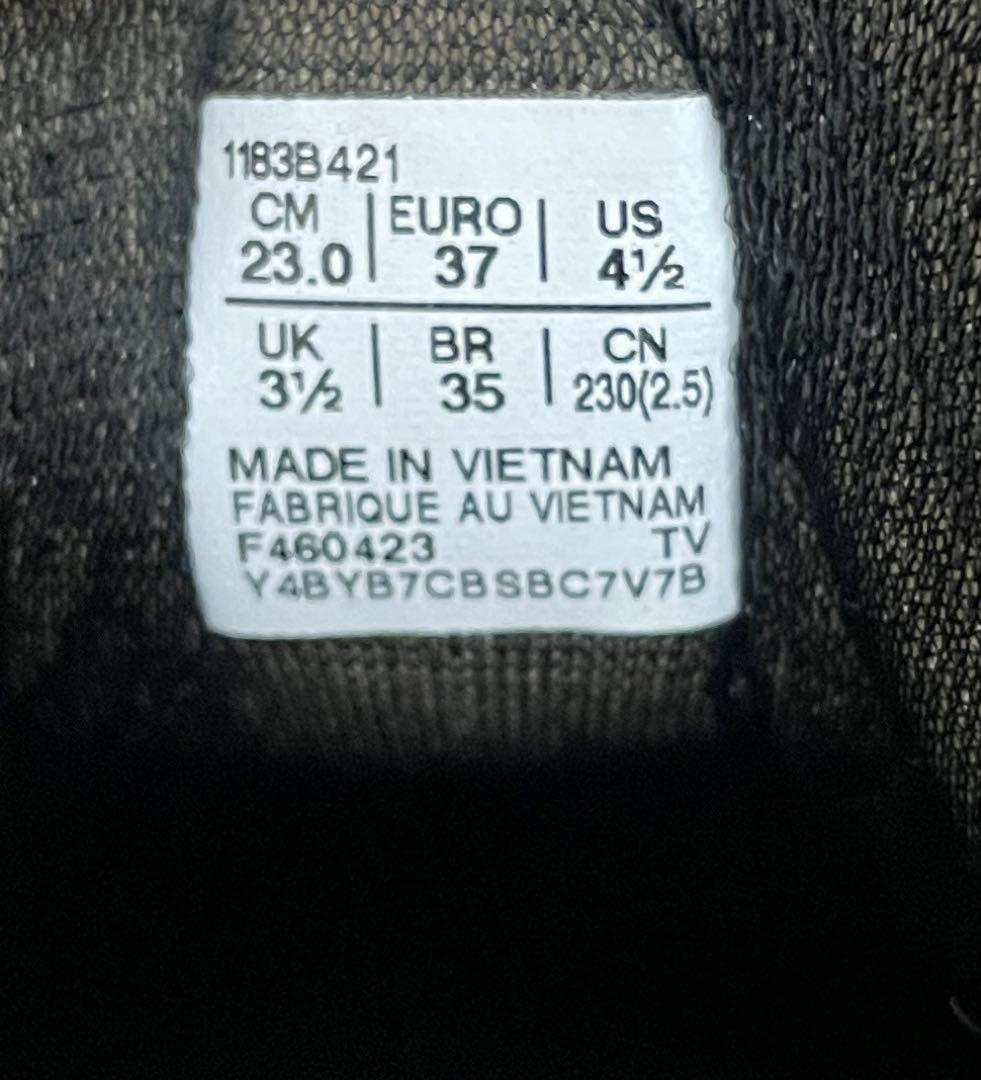 1183B421
CM | EURO | US
23.0 | 37 | 4½
UK | BR | CN
3½ | 35 | 230(2.5)
MADE IN VIETNAM
FABRIQUE AU VIETNAM
F460423 TV
Y4BYB7CBSBC7V7B